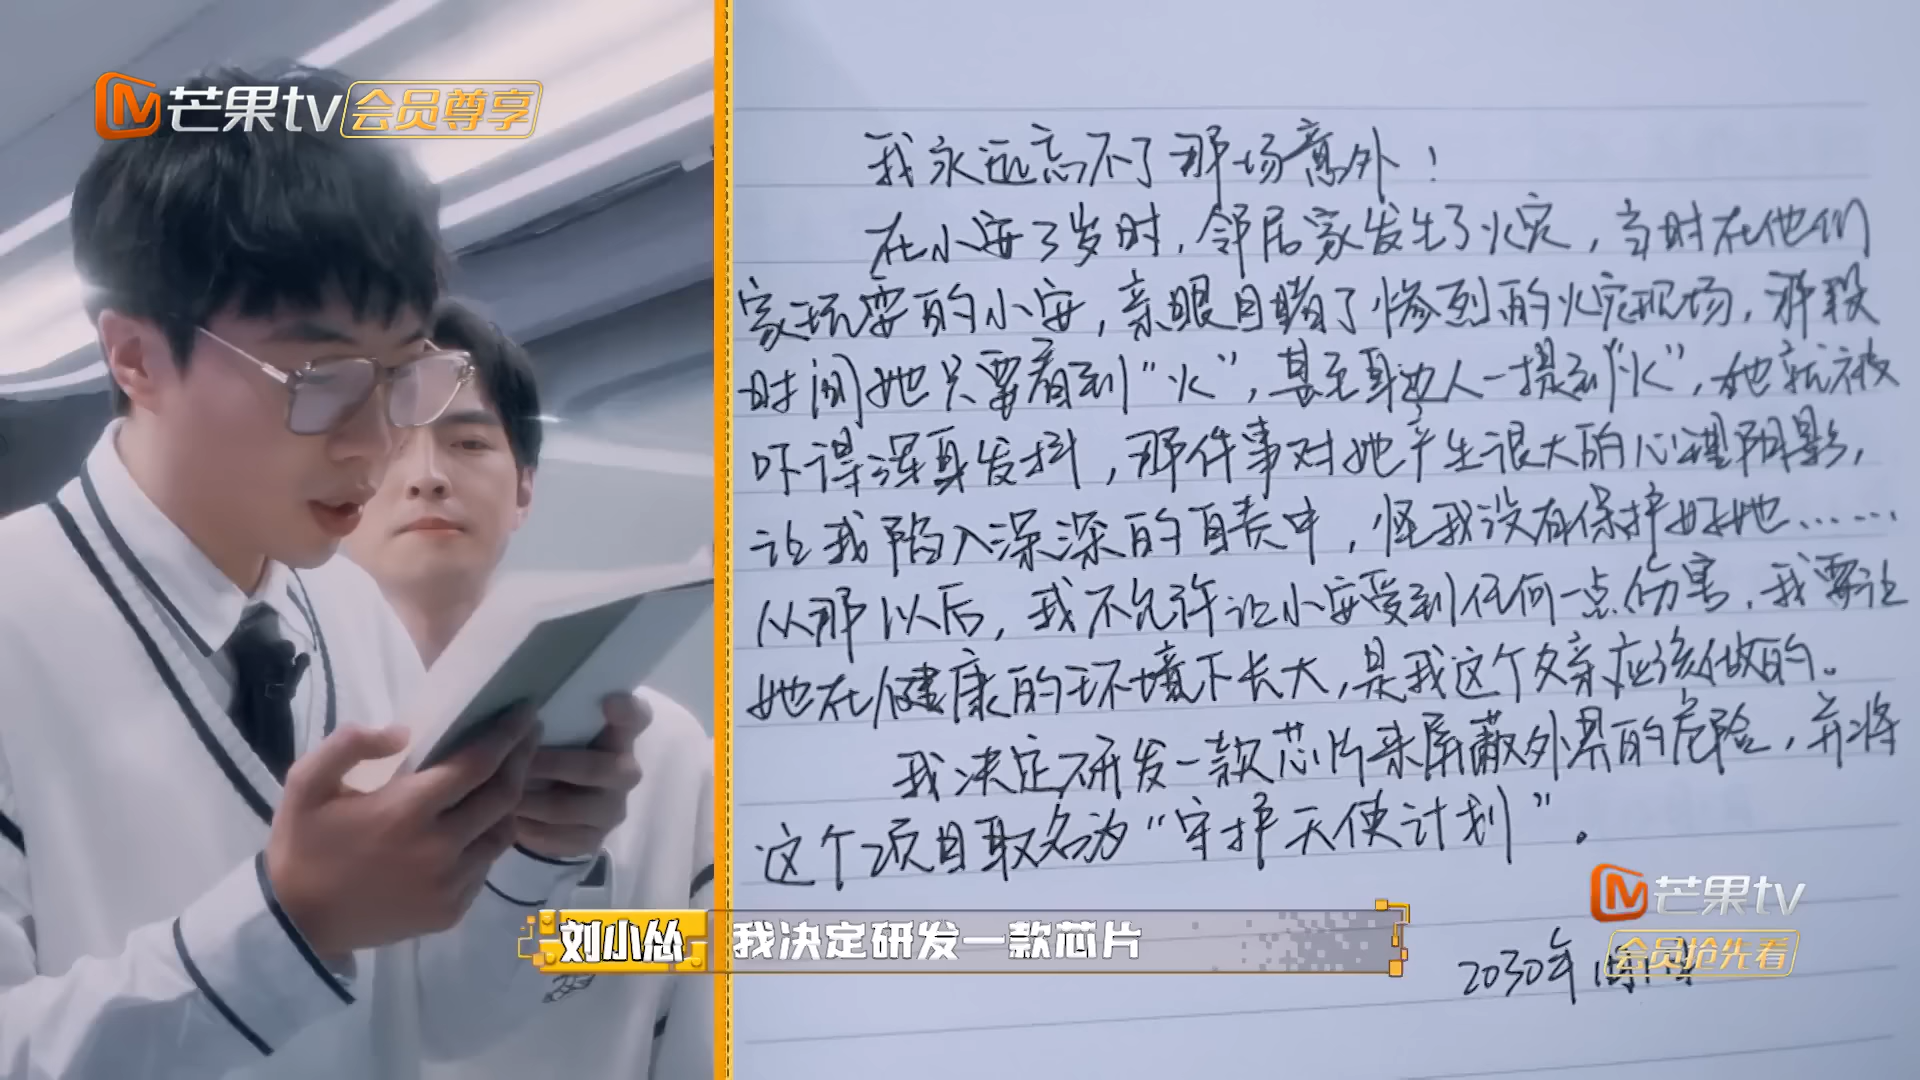 芒果tv 会员尊享
我永远忘不了那场意外！
在小安3岁时，邻居家发生了火灾，当时在他们
家玩耍的小安，亲眼目睹了惨烈的火灾现场，那段
时间她只要看到“火”，甚至身边人一提到“火”，她就被
吓得浑身发抖，那件事对她产生很大的心理阴影，
让我陷入深深的自责中，怪我没有保护好她……
从那以后，我不允许让小安受到任何一点伤害，我要让
她在健康的环境下长大，是我这个父亲应该做的。
我决定研发一款芯片来屏蔽外界的危险，并将
这个项目取名为“守护天使计划”。
芒果tv
会员抢先看
2030年
刘小怂 我决定研发一款芯片